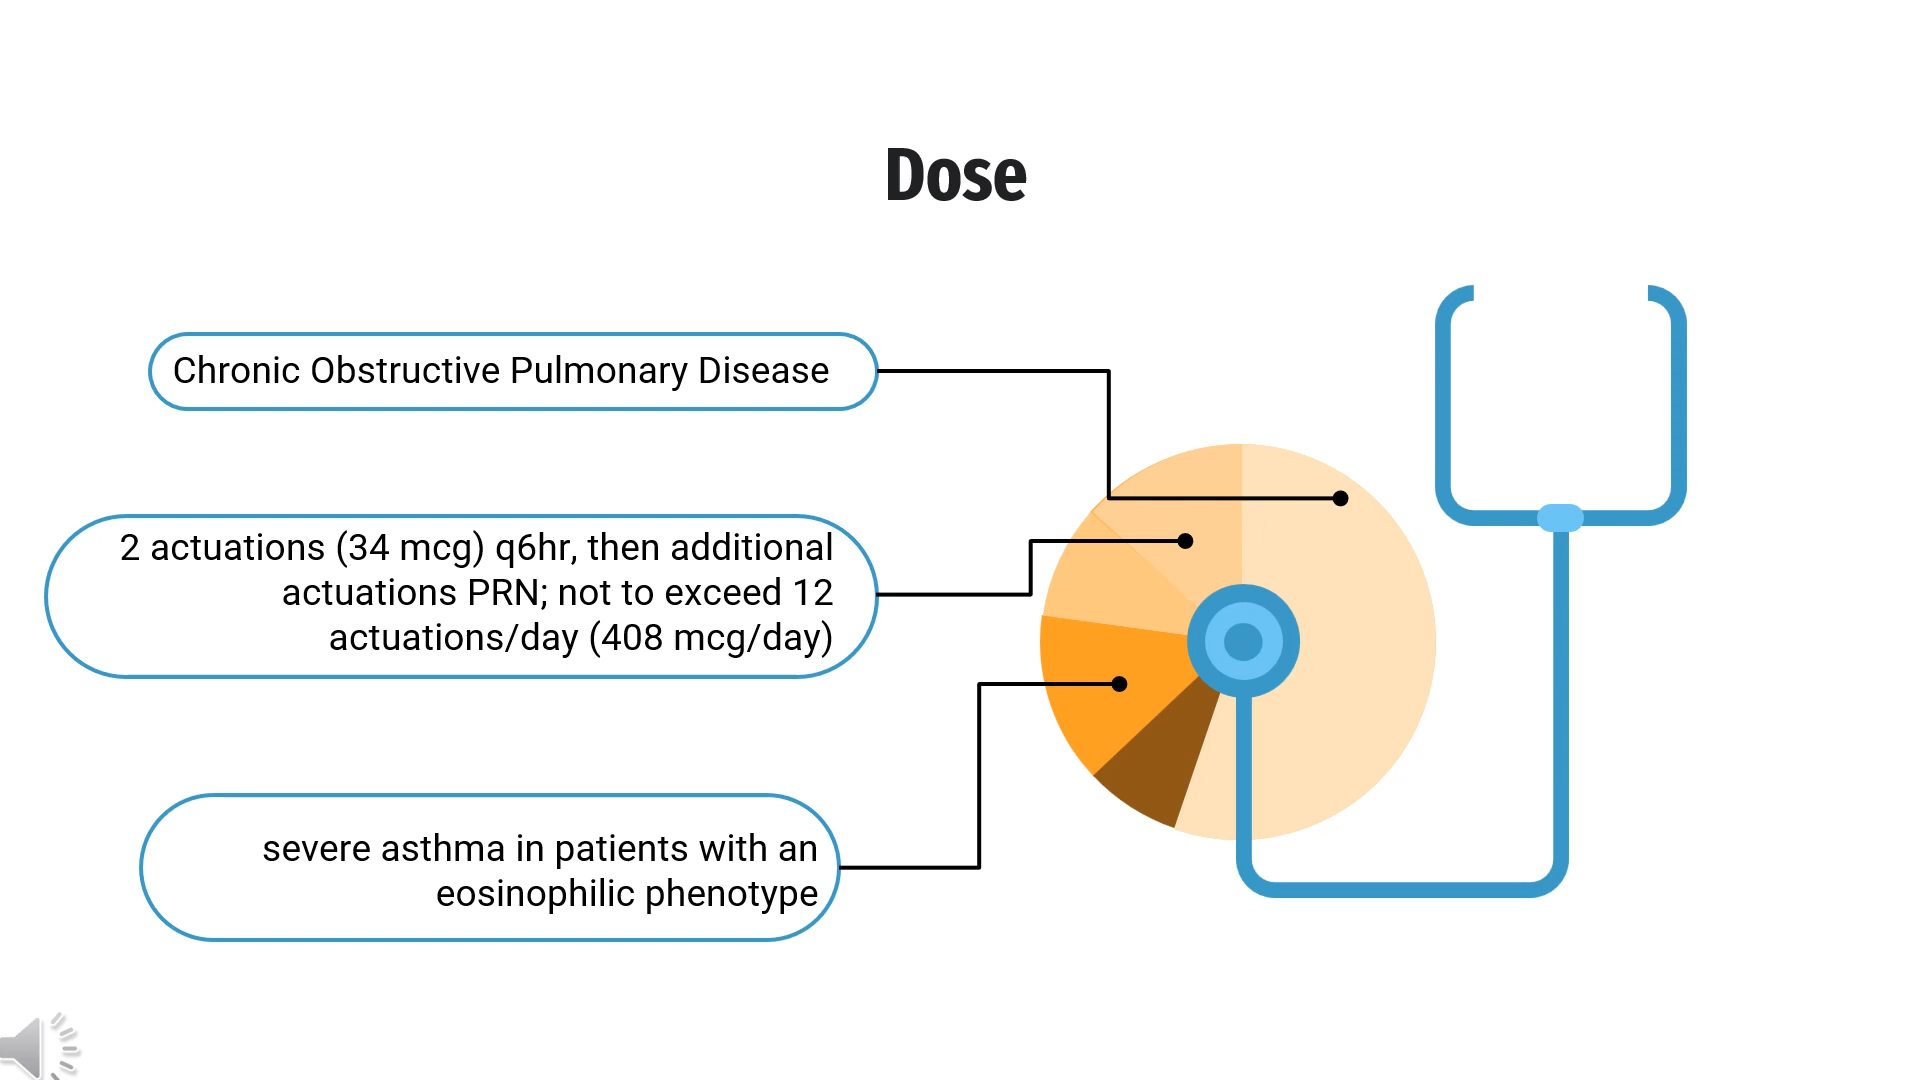 Dose
Chronic Obstructive Pulmonary Disease
2 actuations (34 mcg) q6hr, then additional
actuations PRN; not to exceed 12
actuations/day (408 mcg/day)
severe asthma in patients with an
eosinophilic phenotype